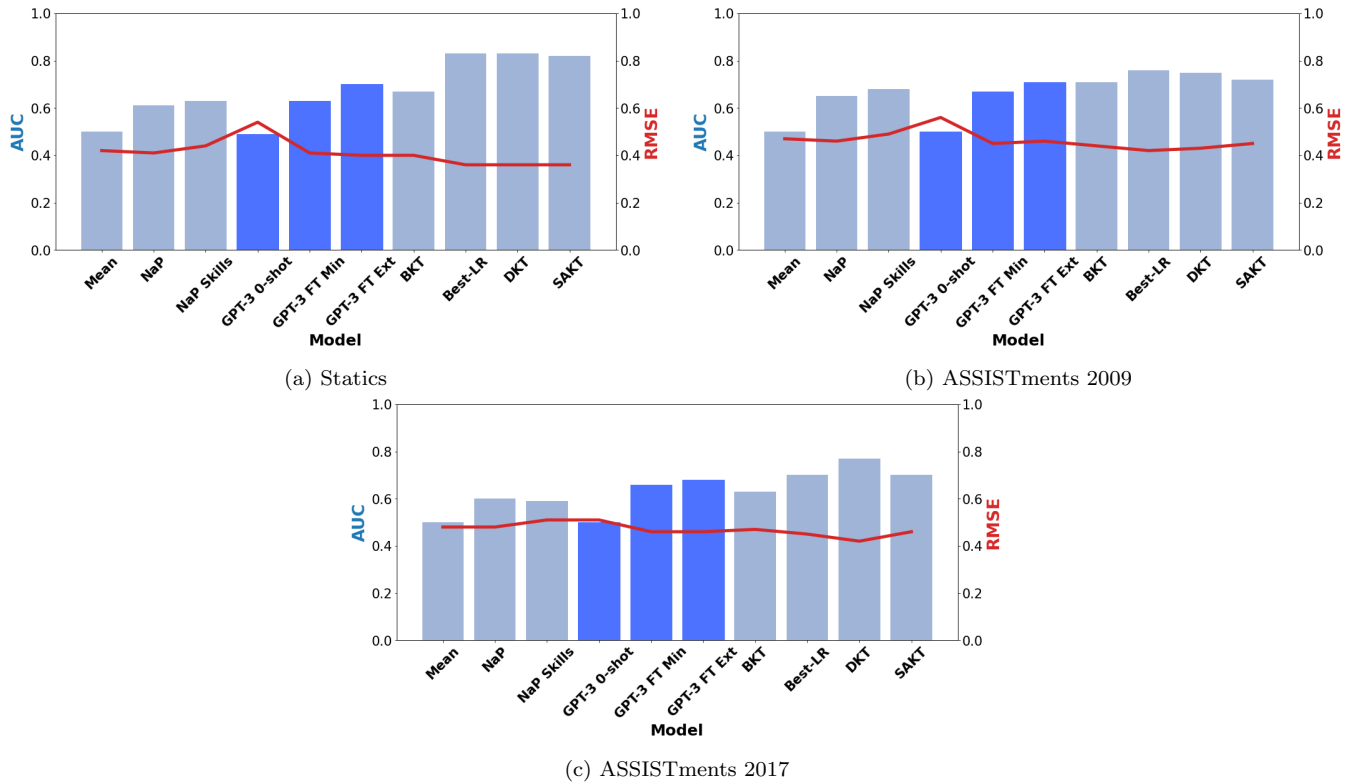 1.0
0.8
0.6
0.4
0.2
0.0
AUC
1.0
0.8
0.6
0.4
0.2
0.0
RMSE
Mean
NaP
NaP Skills
GPT-3 0-shot
GPT-3 FT Min
GPT-3 FT Ext
BKT
Best-LR
DKT
SAKT
Model
(a) Statics
1.0
0.8
0.6
0.4
0.2
0.0
AUC
1.0
0.8
0.6
0.4
0.2
0.0
RMSE
Mean
NaP
NaP Skills
GPT-3 0-shot
GPT-3 FT Min
GPT-3 FT Ext
BKT
Best-LR
DKT
SAKT
Model
(b) ASSISTments 2009
1.0
0.8
0.6
0.4
0.2
0.0
AUC
1.0
0.8
0.6
0.4
0.2
0.0
RMSE
Mean
NaP
NaP Skills
GPT-3 0-shot
GPT-3 FT Min
GPT-3 FT Ext
BKT
Best-LR
DKT
SAKT
Model
(c) ASSISTments 2017